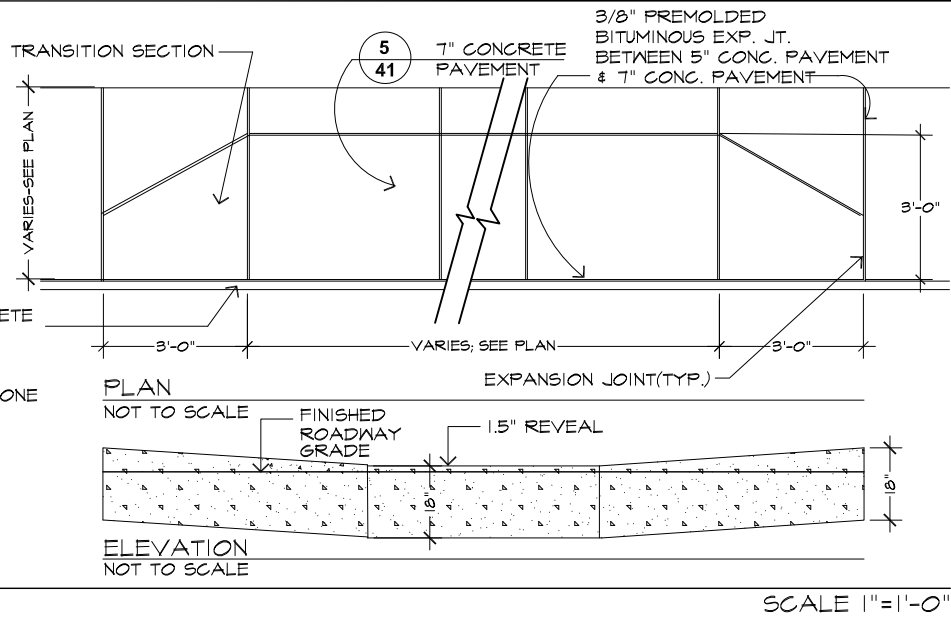 3/8" PREMOLDED
BITUMINOUS EXP. JT.
BETWEEN 5" CONC. PAVEMENT
& 7" CONC. PAVEMENT
TRANSITION SECTION
5
41
7" CONCRETE
PAVEMENT
VARIES-SEE PLAN
3'-0"
ETE
3'-0"
VARIES; SEE PLAN
3'-0"
EXPANSION JOINT(TYP.)
ONE
PLAN
NOT TO SCALE
FINISHED
ROADWAY
GRADE
1.5" REVEAL
18"
18"
ELEVATION
NOT TO SCALE
SCALE 1"=1'-0"